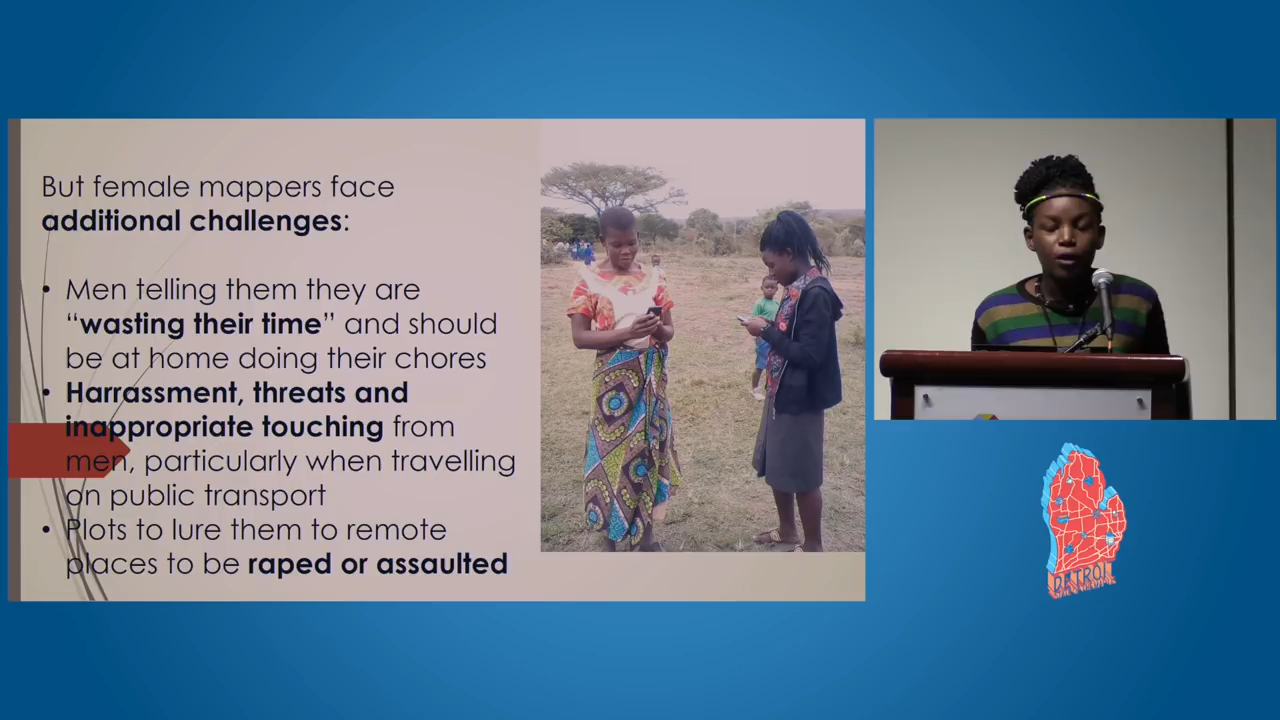 But female mappers face
additional challenges:
• Men telling them they are
“wasting their time” and should
be at home doing their chores
• Harrassment, threats and
inappropriate touching from
men, particularly when travelling
on public transport
• Plots to lure them to remote
places to be raped or assaulted
DETROIT